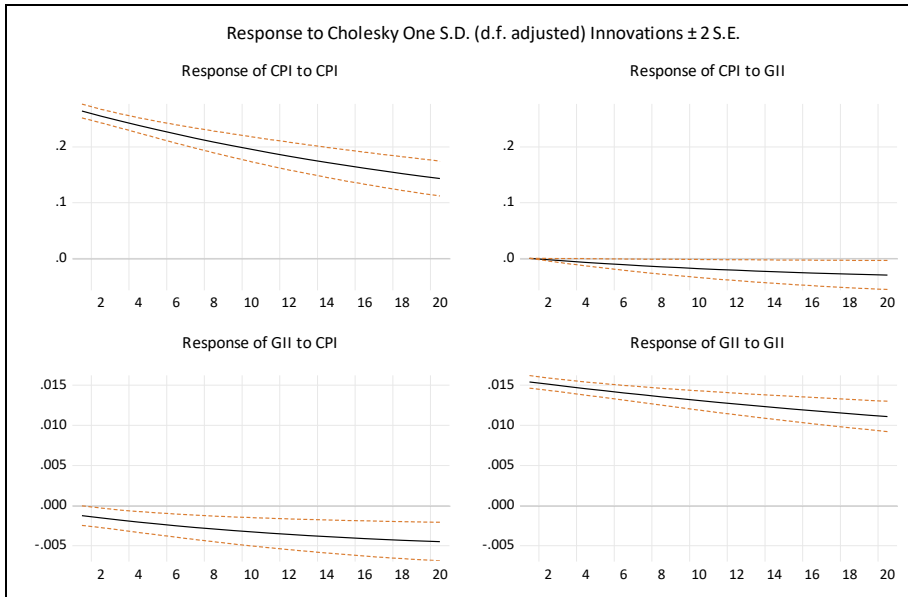 Response to Cholesky One S.D. (d.f. adjusted) Innovations ± 2 S.E.
Response of CPI to CPI
.2
.1
.0
2 4 6 8 10 12 14 16 18 20
Response of CPI to GII
.2
.1
.0
2 4 6 8 10 12 14 16 18 20
Response of GII to CPI
.015
.010
.005
.000
-.005
2 4 6 8 10 12 14 16 18 20
Response of GII to GII
.015
.010
.005
.000
-.005
2 4 6 8 10 12 14 16 18 20